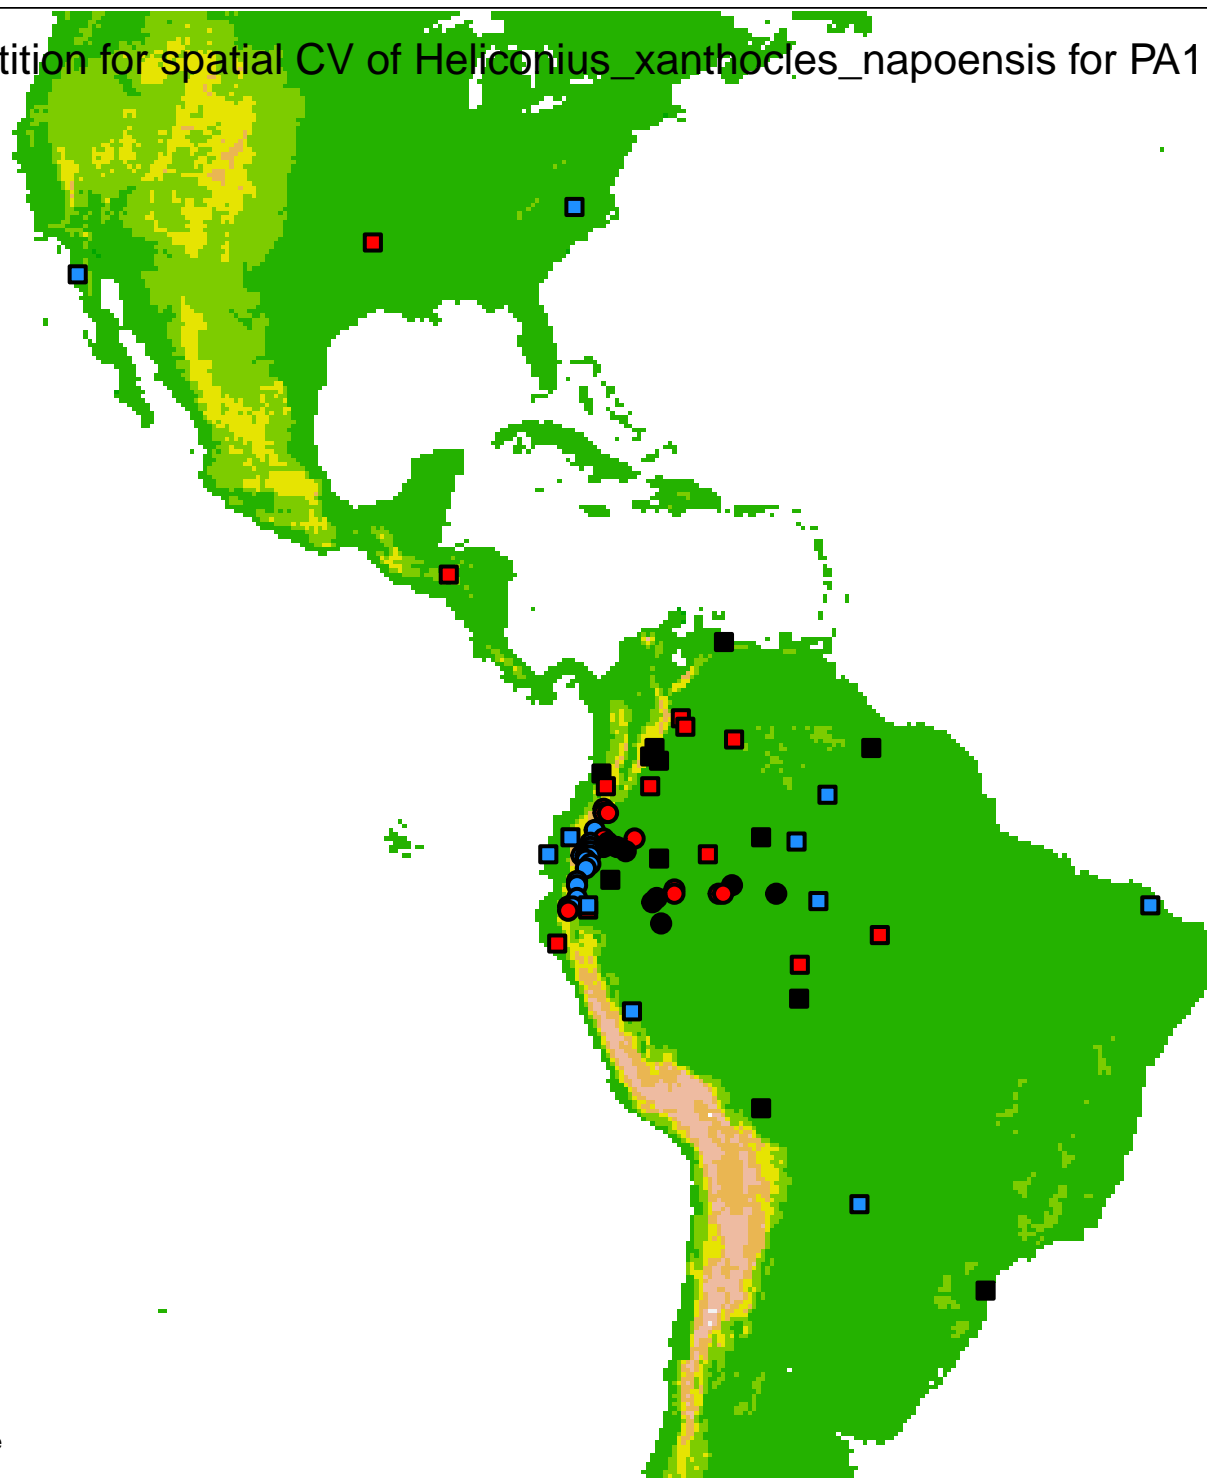 tition for spatial CV of Heliconius_xanthocles_napoensis for PA1